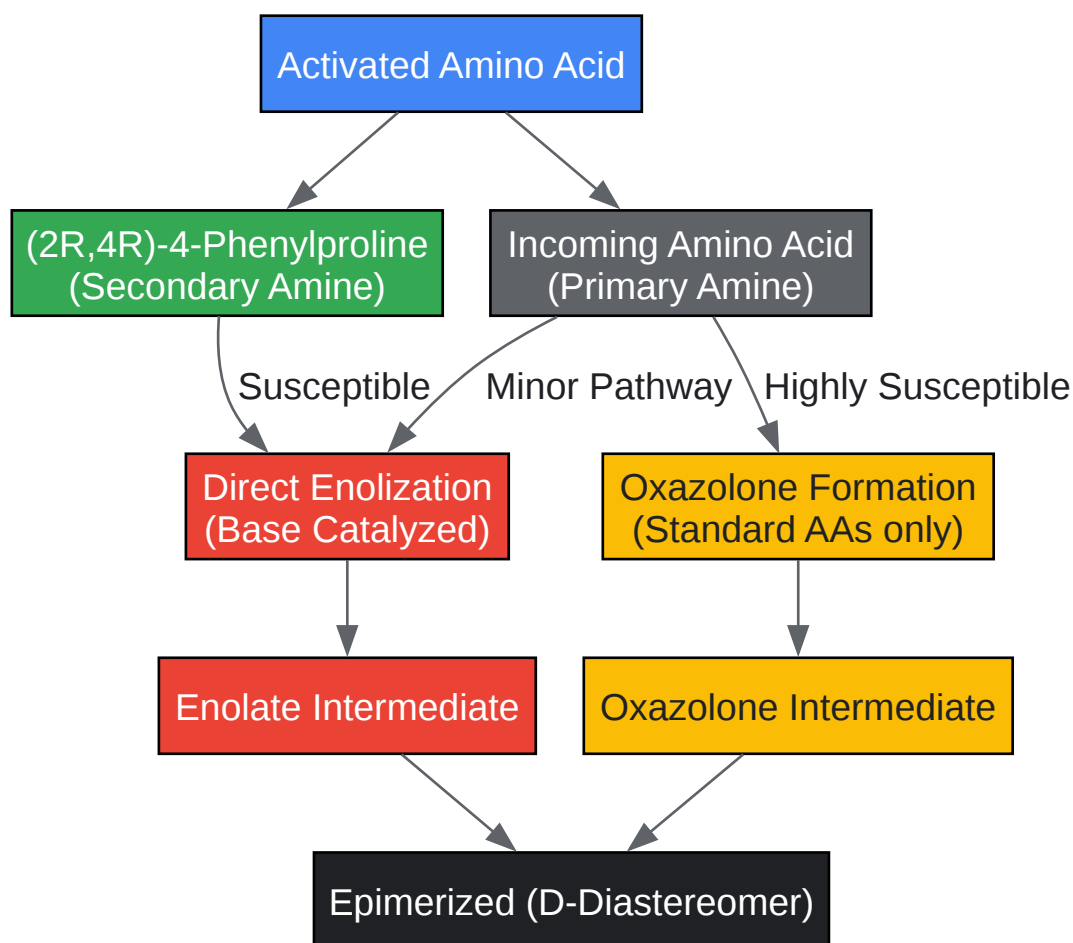 Activated Amino Acid
(2R,4R)-4-Phenylproline
(Secondary Amine)
Incoming Amino Acid
(Primary Amine)
Susceptible
Minor Pathway
Highly Susceptible
Direct Enolization
(Base Catalyzed)
Oxazolone Formation
(Standard AAs only)
Enolate Intermediate
Oxazolone Intermediate
Epimerized (D-Diastereomer)